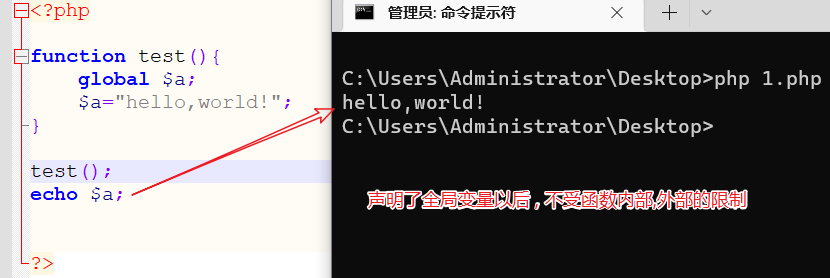 <?php
function test(){
global $a;
$a="hello,world!";
}
test();
echo $a;
?>
管理员: 命令提示符
C:\Users\Administrator\Desktop>php 1.php
hello,world!
C:\Users\Administrator\Desktop>
声明了全局变量以后,不受函数内部,外部的限制